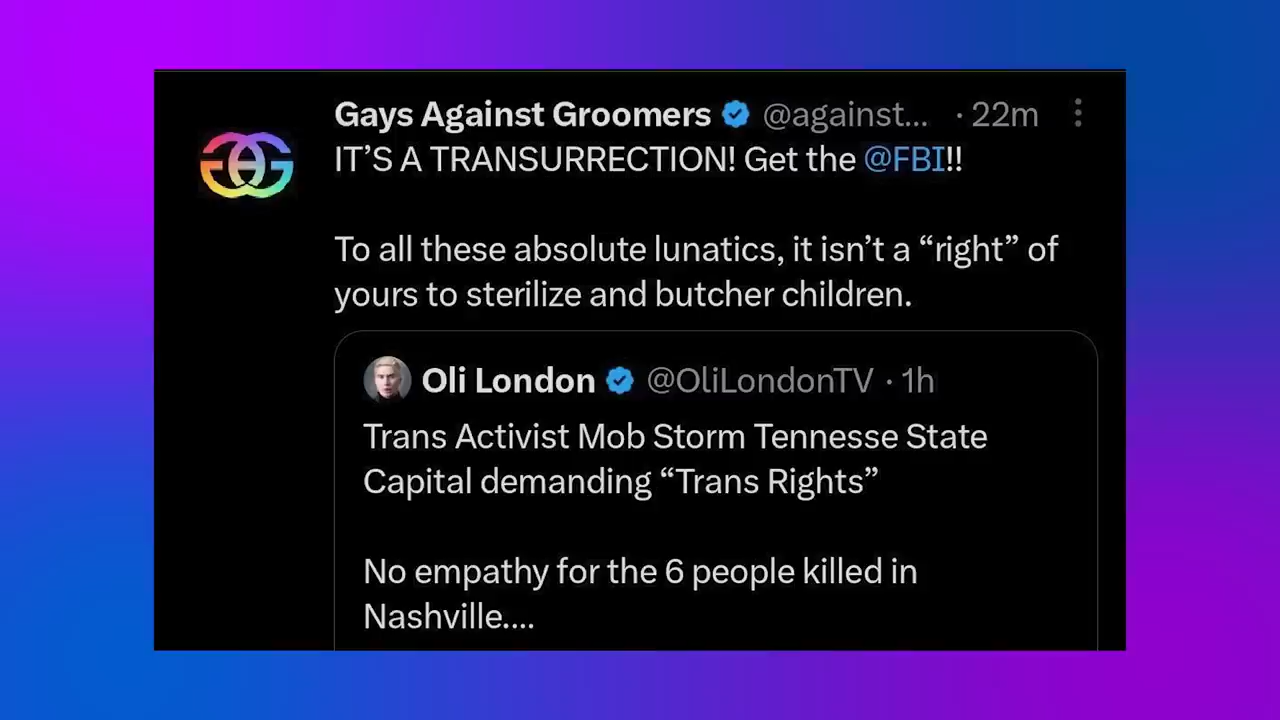 Gays Against Groomers @against... · 22m
IT’S A TRANSURRECTION! Get the @FBI!!
To all these absolute lunatics, it isn’t a “right” of
yours to sterilize and butcher children.
Oli London @OliLondonTV · 1h
Trans Activist Mob Storm Tennesse State
Capital demanding “Trans Rights”
No empathy for the 6 people killed in
Nashville....